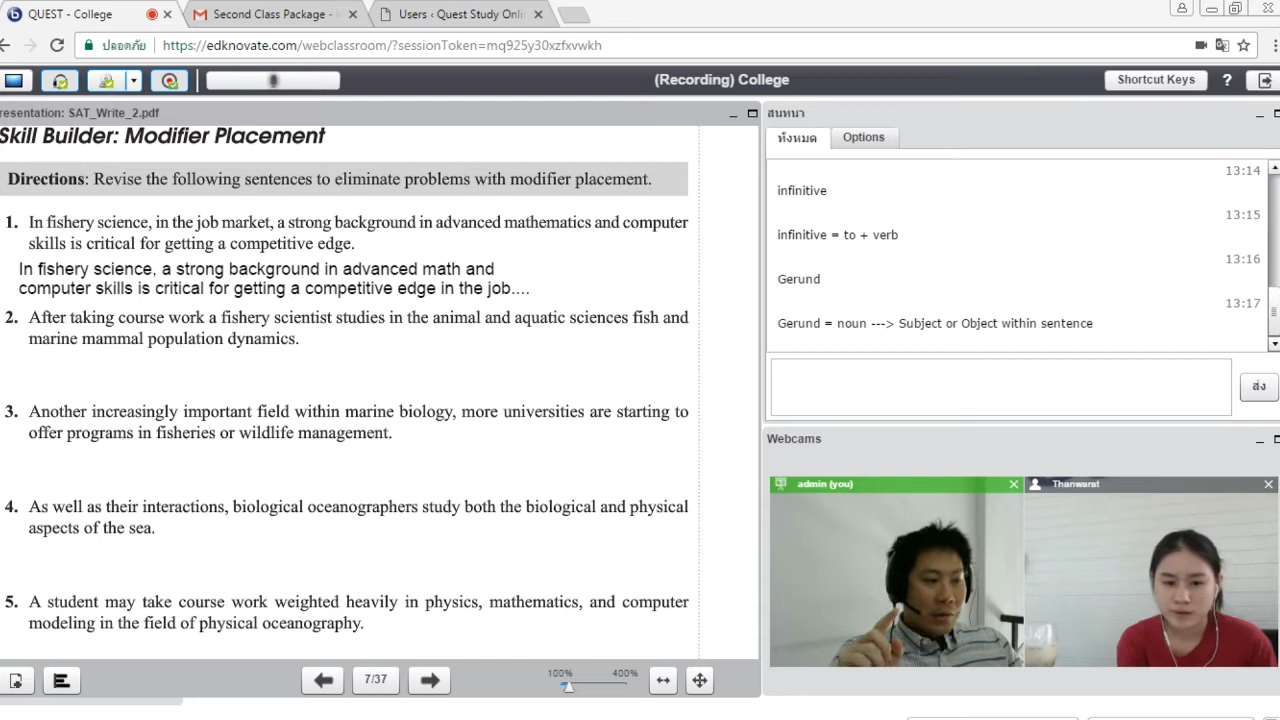 QUEST - College
Second Class Package -
Users ‹ Quest Study Onli
ปลอดภัย
https://edknovate.com/webclassroom/?sessionToken=mq925y30xzfxvwkh
(Recording) College
Shortcut Keys
?
resentation: SAT_Write_2.pdf
Skill Builder: Modifier Placement
Directions: Revise the following sentences to eliminate problems with modifier placement.
1. In fishery science, in the job market, a strong background in advanced mathematics and computer
skills is critical for getting a competitive edge.
In fishery science, a strong background in advanced math and
computer skills is critical for getting a competitive edge in the job....
2. After taking course work a fishery scientist studies in the animal and aquatic sciences fish and
marine mammal population dynamics.
3. Another increasingly important field within marine biology, more universities are starting to
offer programs in fisheries or wildlife management.
4. As well as their interactions, biological oceanographers study both the biological and physical
aspects of the sea.
5. A student may take course work weighted heavily in physics, mathematics, and computer
modeling in the field of physical oceanography.
7/37
100%
400%
สนทนา
ทั้งหมด
Options
13:14
infinitive
13:15
infinitive = to + verb
13:16
Gerund
13:17
Gerund = noun ---> Subject or Object within sentence
ส่ง
Webcams
admin (you)
Thanwarat